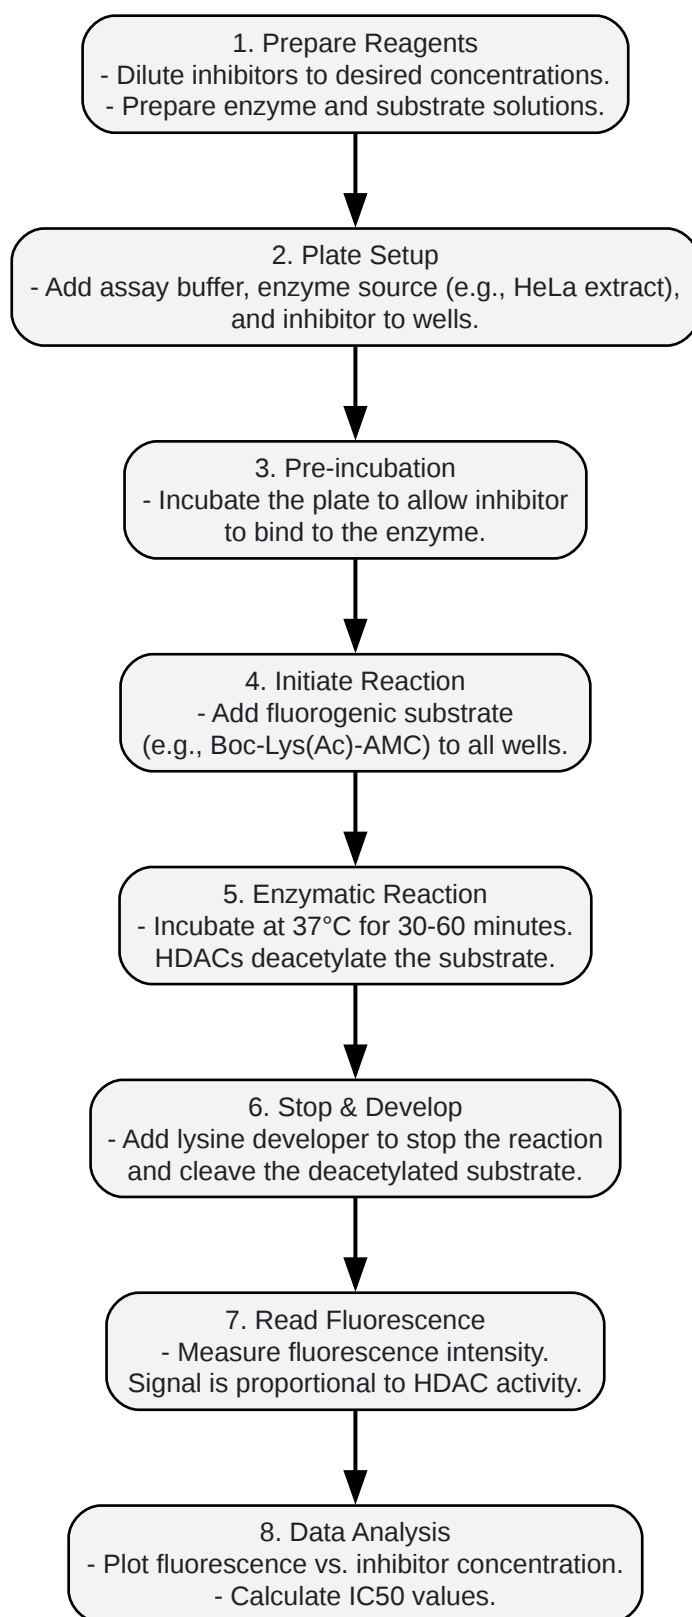 1. Prepare Reagents
- Dilute inhibitors to desired concentrations.
- Prepare enzyme and substrate solutions.
2. Plate Setup
- Add assay buffer, enzyme source (e.g., HeLa extract),
and inhibitor to wells.
3. Pre-incubation
- Incubate the plate to allow inhibitor
to bind to the enzyme.
4. Initiate Reaction
- Add fluorogenic substrate
(e.g., Boc-Lys(Ac)-AMC) to all wells.
5. Enzymatic Reaction
- Incubate at 37°C for 30-60 minutes.
HDACs deacetylate the substrate.
6. Stop & Develop
- Add lysine developer to stop the reaction
and cleave the deacetylated substrate.
7. Read Fluorescence
- Measure fluorescence intensity.
Signal is proportional to HDAC activity.
8. Data Analysis
- Plot fluorescence vs. inhibitor concentration.
- Calculate IC50 values.